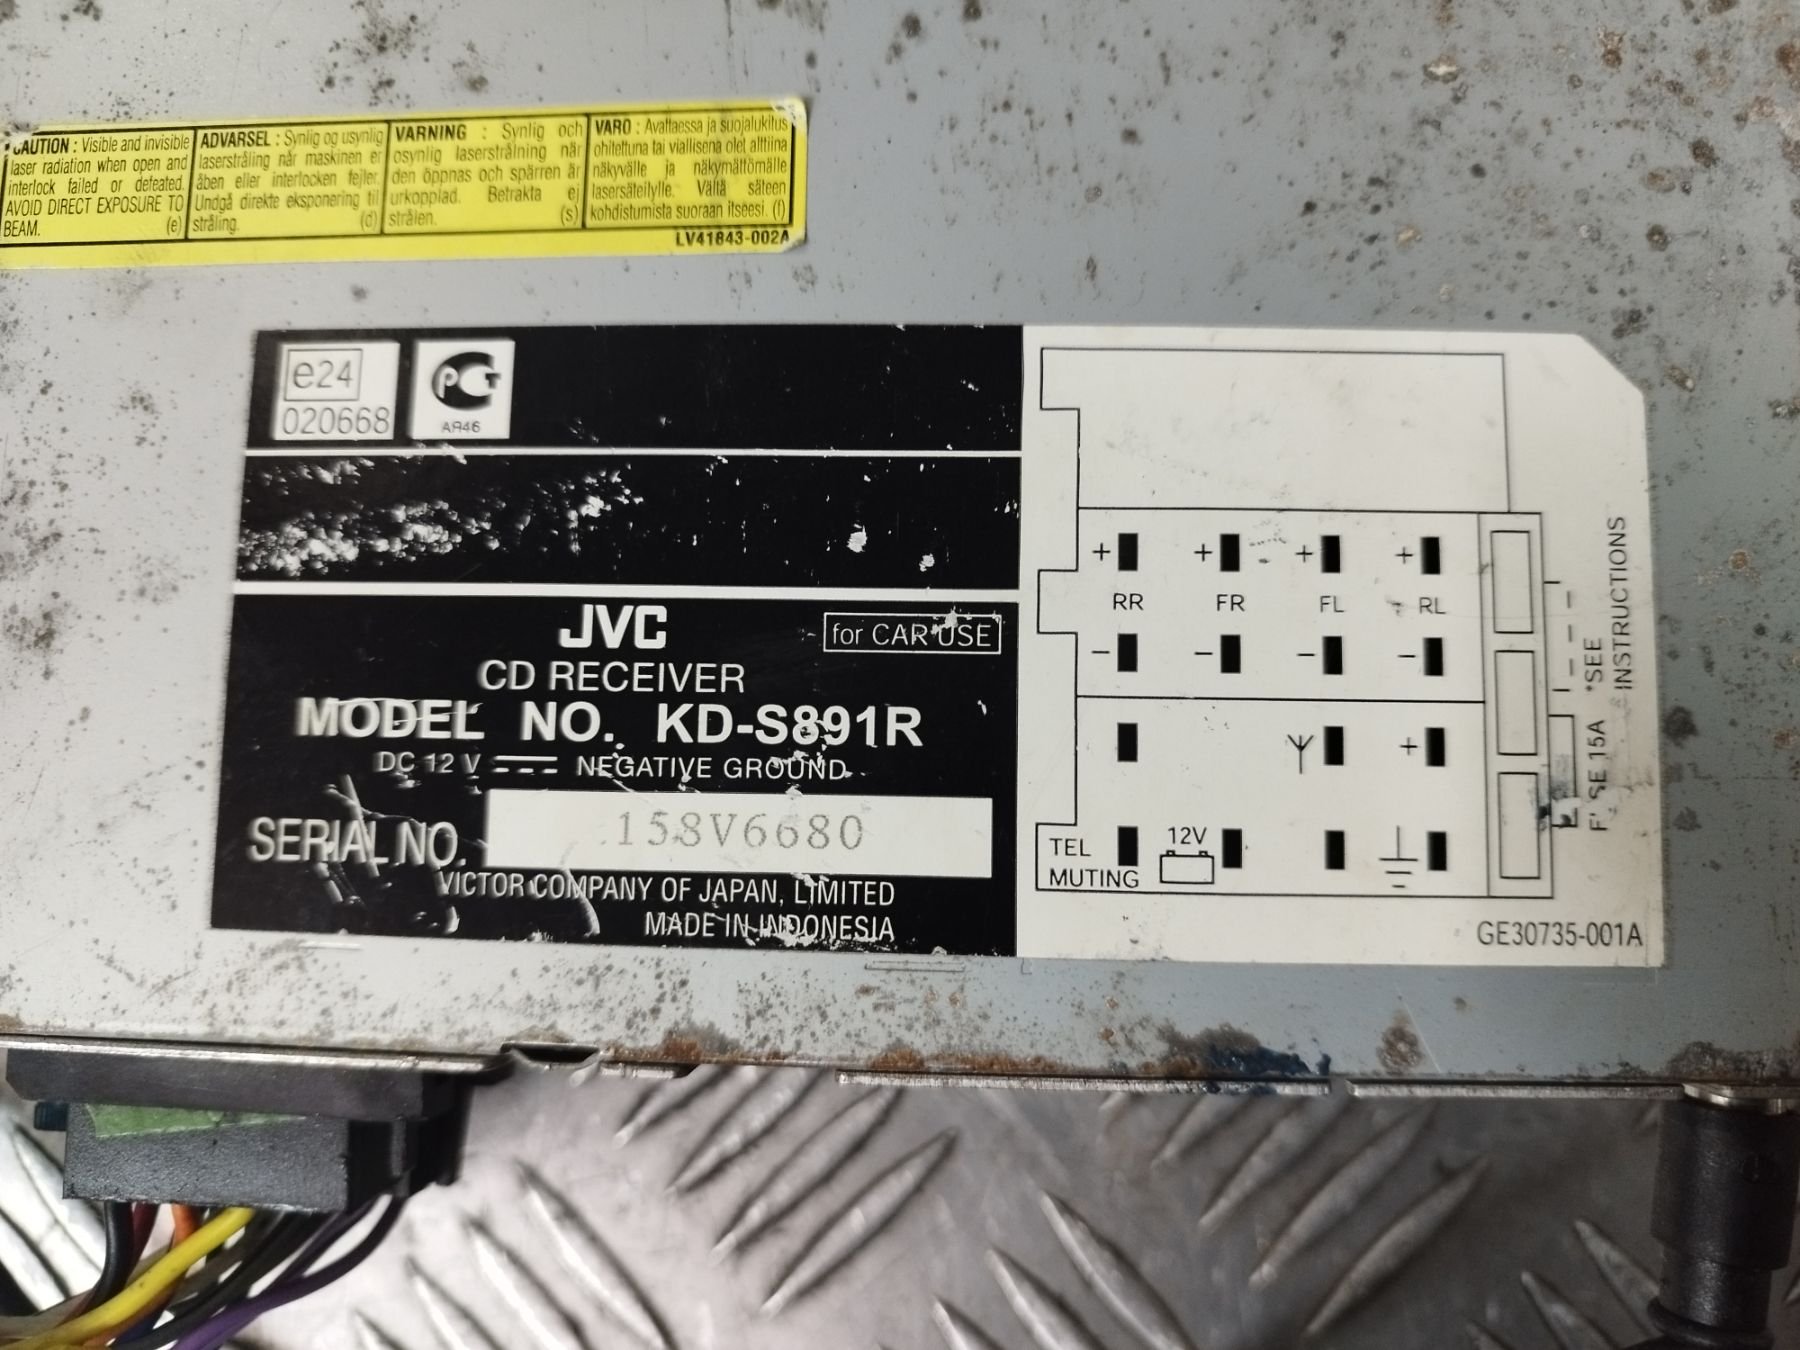 CAUTION : Visible and invisible
laser radiation when open and
interlock failed or defeated.
AVOID DIRECT EXPOSURE TO
BEAM. (e)
ADVARSEL : Synlig og usynlig
laserstråling når maskinen er
åben eller interlocken fejler.
Undgå direkte eksponering til
stråling. (d)
VARNING : Synlig och
osynlig laserstrålning när
den öppnas och spärren är
urkopplad. Betrakta ej
strålen. (s)
VARO : Avattaessa ja suojalukitus
ohitettuna tai viallisena olet alttiina
näkyvälle ja näkymättömälle
lasersäteilylle. Vältä säteen
kohdistumista suoraan itseesi. (f)
LV41843-002A
e24
020668
РСТ
АЯ46
JVC
for CAR USE
CD RECEIVER
MODEL NO. KD-S891R
DC 12 V NEGATIVE GROUND
SERIAL NO. 158V6680
VICTOR COMPANY OF JAPAN, LIMITED
MADE IN INDONESIA
+ + + +
RR FR FL RL
− − − −
+
TEL
MUTING
12V
*SEE
INSTRUCTIONS
F' SE 15A
GE30735-001A